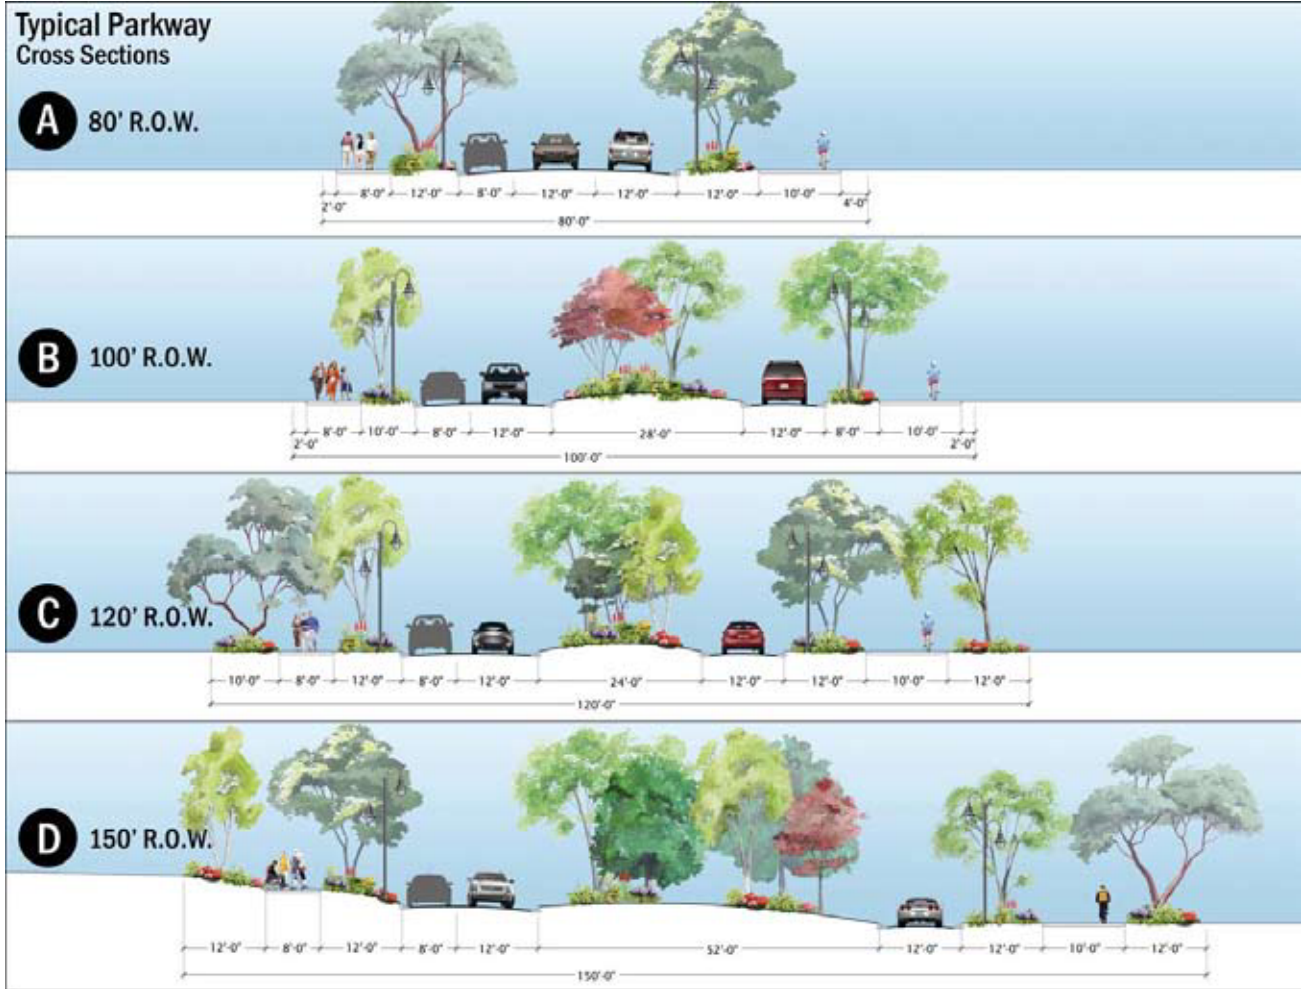 Typical Parkway
Cross Sections
A 80' R.O.W.
8'-0" 12'-0" 8'-0" 12'-0" 12'-0" 12'-0" 10'-0"
2'-0" 4'-0"
80'-0"
B 100' R.O.W.
8'-0" 10'-0" 8'-0" 12'-0" 28'-0" 12'-0" 8'-0" 10'-0"
2'-0" 2'-0"
100'-0"
C 120' R.O.W.
10'-0" 8'-0" 12'-0" 8'-0" 12'-0" 24'-0" 12'-0" 12'-0" 10'-0" 12'-0"
120'-0"
D 150' R.O.W.
12'-0" 8'-0" 12'-0" 8'-0" 12'-0" 52'-0" 12'-0" 12'-0" 10'-0" 12'-0"
150'-0"